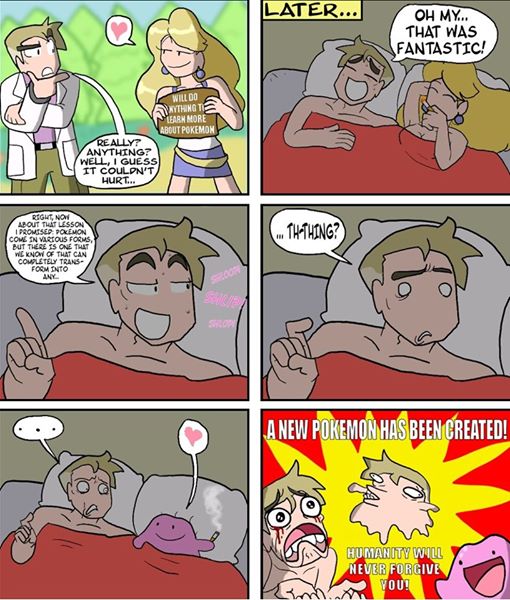 WILL DO
ANYTHING TO
LEARN MORE
ABOUT POKEMON
REALLY?
ANYTHING?
WELL, I GUESS
IT COULDN'T
HURT...
LATER...
OH MY...
THAT WAS
FANTASTIC!
RIGHT, NOW
ABOUT THAT LESSON
I PROMISED: POKEMON
COME IN VARIOUS FORMS,
BUT THERE IS ONE THAT
WE KNOW OF THAT CAN
COMPLETELY TRANS-
FORM INTO
ANY...
SHLOOP
SHLUBH
SHLOP!
... TH-THING?
...
A NEW POKEMON HAS BEEN CREATED!
HUMANITY WILL
NEVER FORGIVE
YOU!